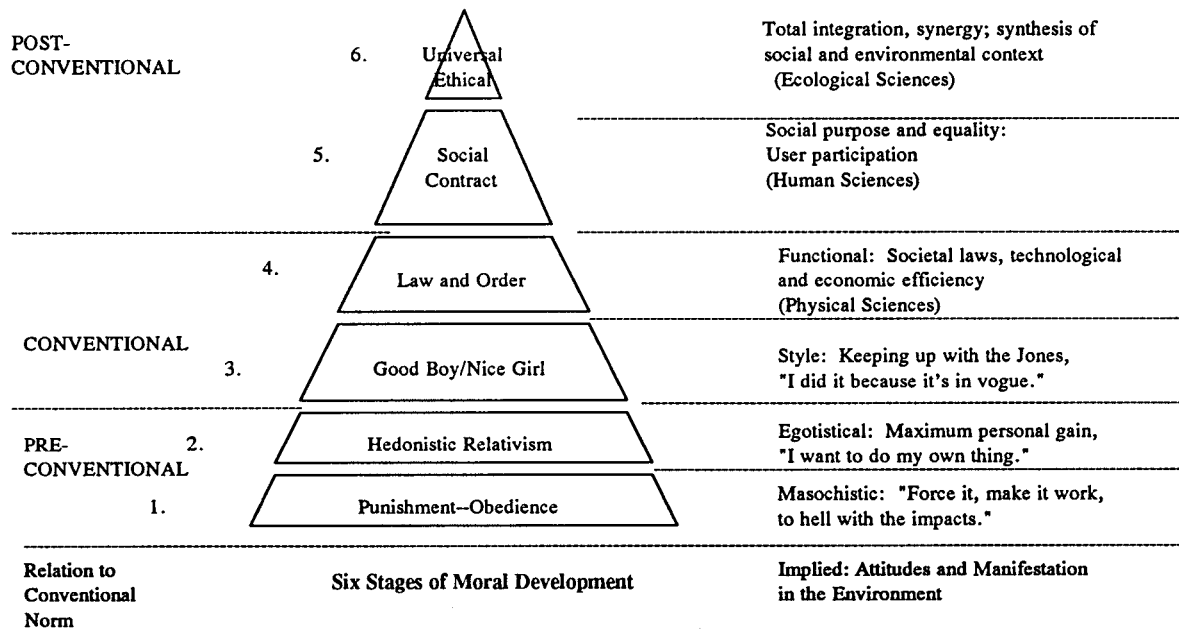 POST-
CONVENTIONAL
6.
Universal
Ethical
Total integration, synergy; synthesis of
social and environmental context
(Ecological Sciences)
5.
Social
Contract
Social purpose and equality:
User participation
(Human Sciences)
4.
Law and Order
Functional: Societal laws, technological
and economic efficiency
(Physical Sciences)
CONVENTIONAL
3.
Good Boy/Nice Girl
Style: Keeping up with the Jones,
"I did it because it's in vogue."
PRE-
CONVENTIONAL
2.
Hedonistic Relativism
Egotistical: Maximum personal gain,
"I want to do my own thing."
1.
Punishment--Obedience
Masochistic: "Force it, make it work,
to hell with the impacts."
Relation to
Conventional
Norm
Six Stages of Moral Development
Implied: Attitudes and Manifestation
in the Environment